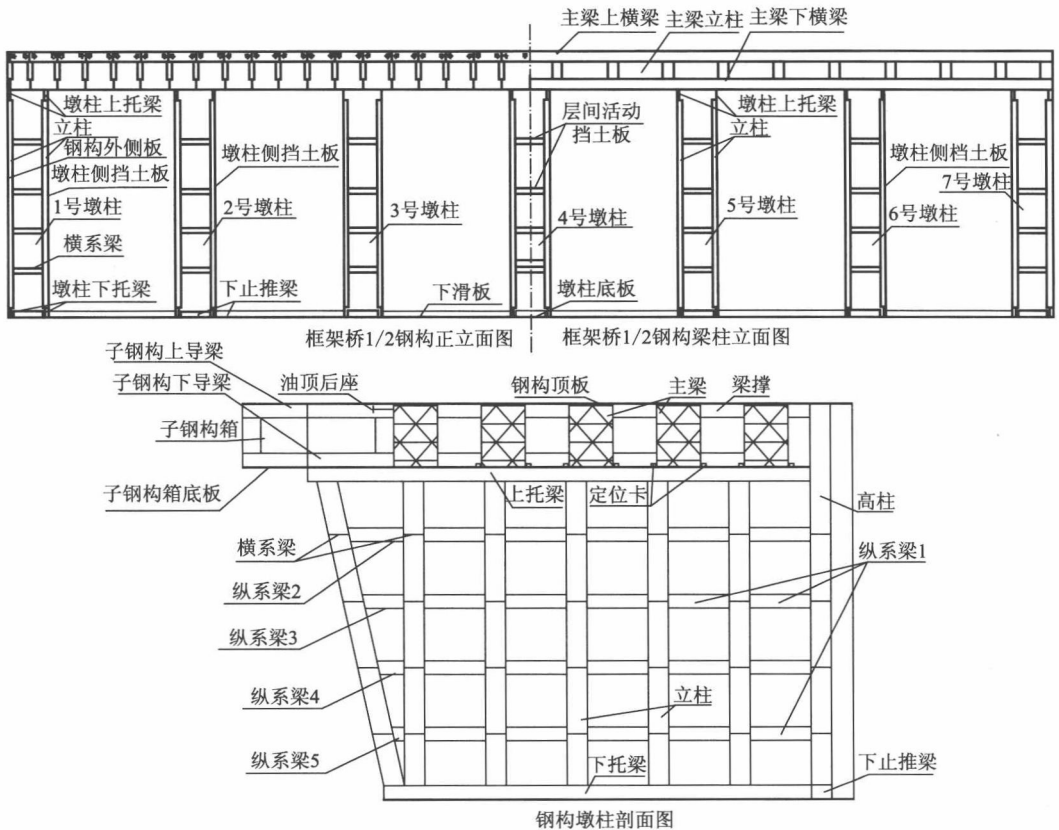 主梁上横梁
主梁立柱
主梁下横梁
墩柱上托梁
立柱
钢构外侧板
墩柱侧挡土板
1号墩柱
横系梁
墩柱下托梁
墩柱侧挡土板
2号墩柱
下止推梁
3号墩柱
下滑板
层间活动
挡土板
4号墩柱
墩柱底板
墩柱上托梁
立柱
5号墩柱
墩柱侧档土板
6号墩柱
7号墩柱
框架桥1/2钢构正立面图
框架桥1/2钢构梁柱立面图
子钢构上导梁
子钢构下导梁
油顶后座
钢构顶板
主梁
梁撑
子钢构箱
子钢构箱底板
上托梁
定位卡
高柱
横系梁
纵系梁1
纵系梁2
纵系梁3
纵系梁4
立柱
纵系梁5
下托梁
下止推梁
钢构墩柱剖面图